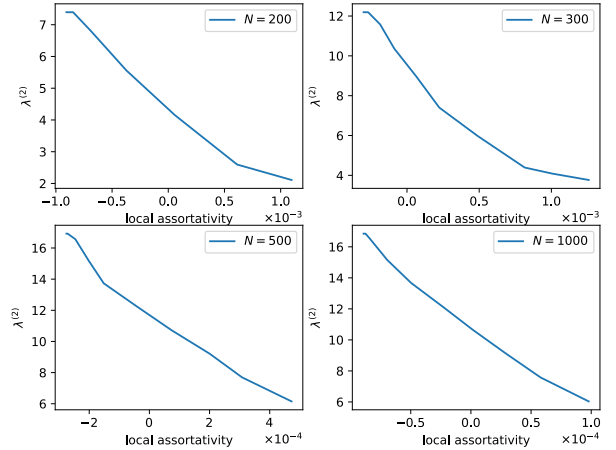 7
6
5
4
3
2
λ⁽²⁾
N = 200
−1.0 −0.5 0.0 0.5 1.0
local assortativity ×10⁻³
12
10
8
6
4
λ⁽²⁾
N = 300
0.0 0.5 1.0
local assortativity ×10⁻³
16
14
12
10
8
6
λ⁽²⁾
N = 500
−2 0 2 4
local assortativity ×10⁻⁴
16
14
12
10
8
6
λ⁽²⁾
N = 1000
−0.5 0.0 0.5 1.0
local assortativity ×10⁻⁴